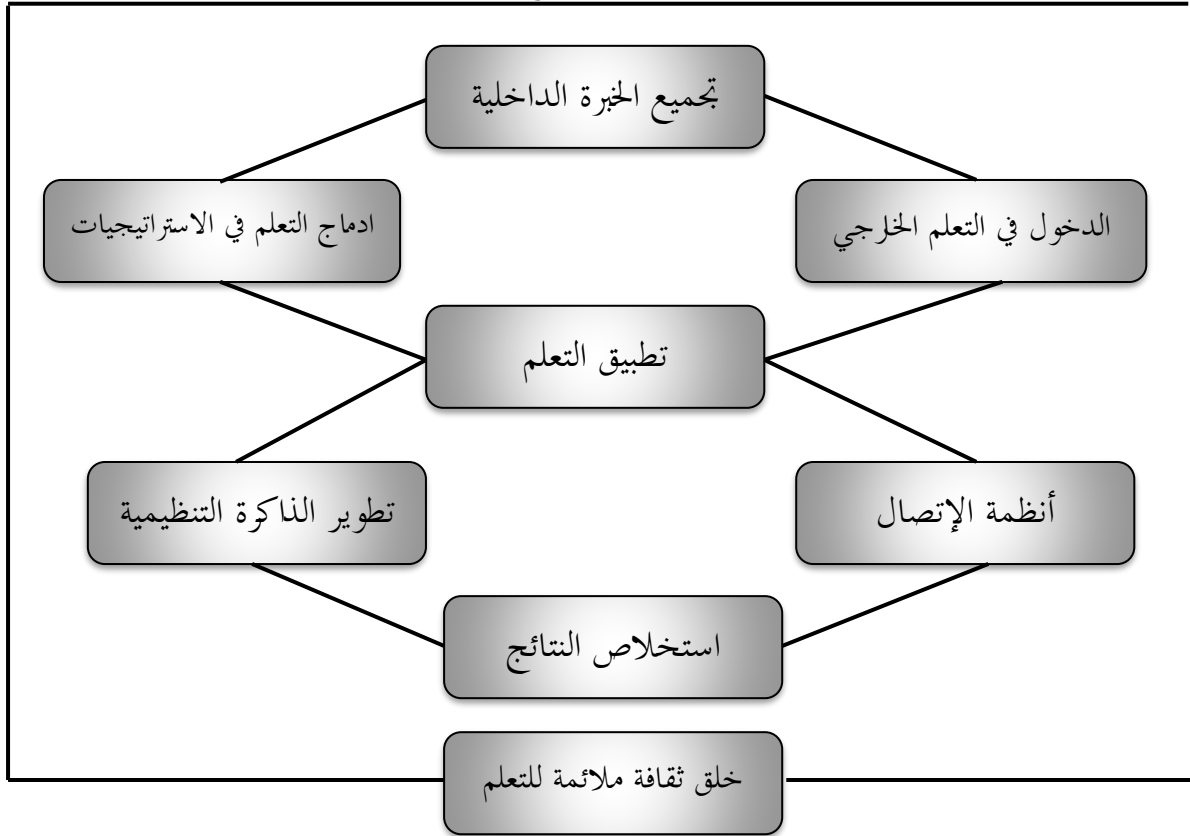 تجميع الخبرة الداخلية
الدخول في التعلم الخارجي
ادماج التعلم في الاستراتيجيات
تطبيق التعلم
أنظمة الإتصال
تطوير الذاكرة التنظيمية
استخلاص النتائج
خلق ثقافة ملائمة للتعلم